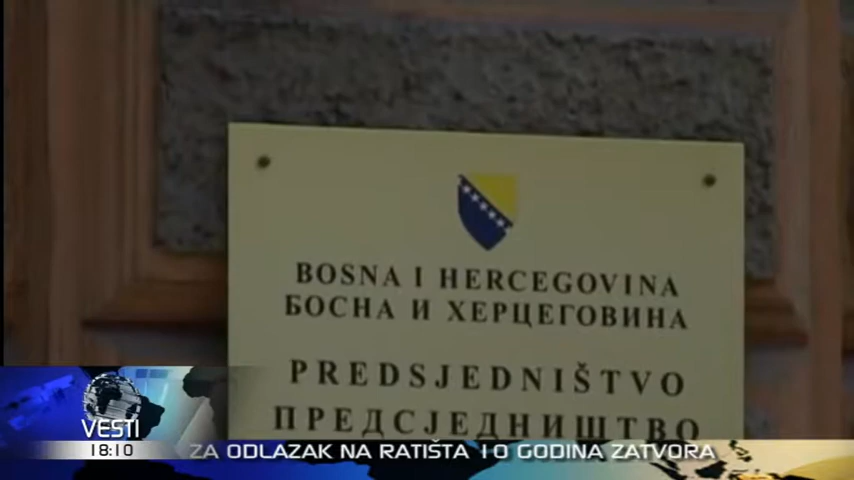 BOSNA I HERCEGOVINA
БОСНА И ХЕРЦЕГОВИНА
PREDSJEDNIŠTVO
ПРЕДСЈЕДНИШТВО
VESTI
18:10
ZA ODLAZAK NA RATIŠTA 10 GODINA ZATVORA